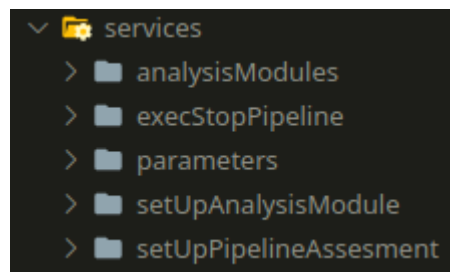 services
analysisModules
execStopPipeline
parameters
setUpAnalysisModule
setUpPipelineAssesment